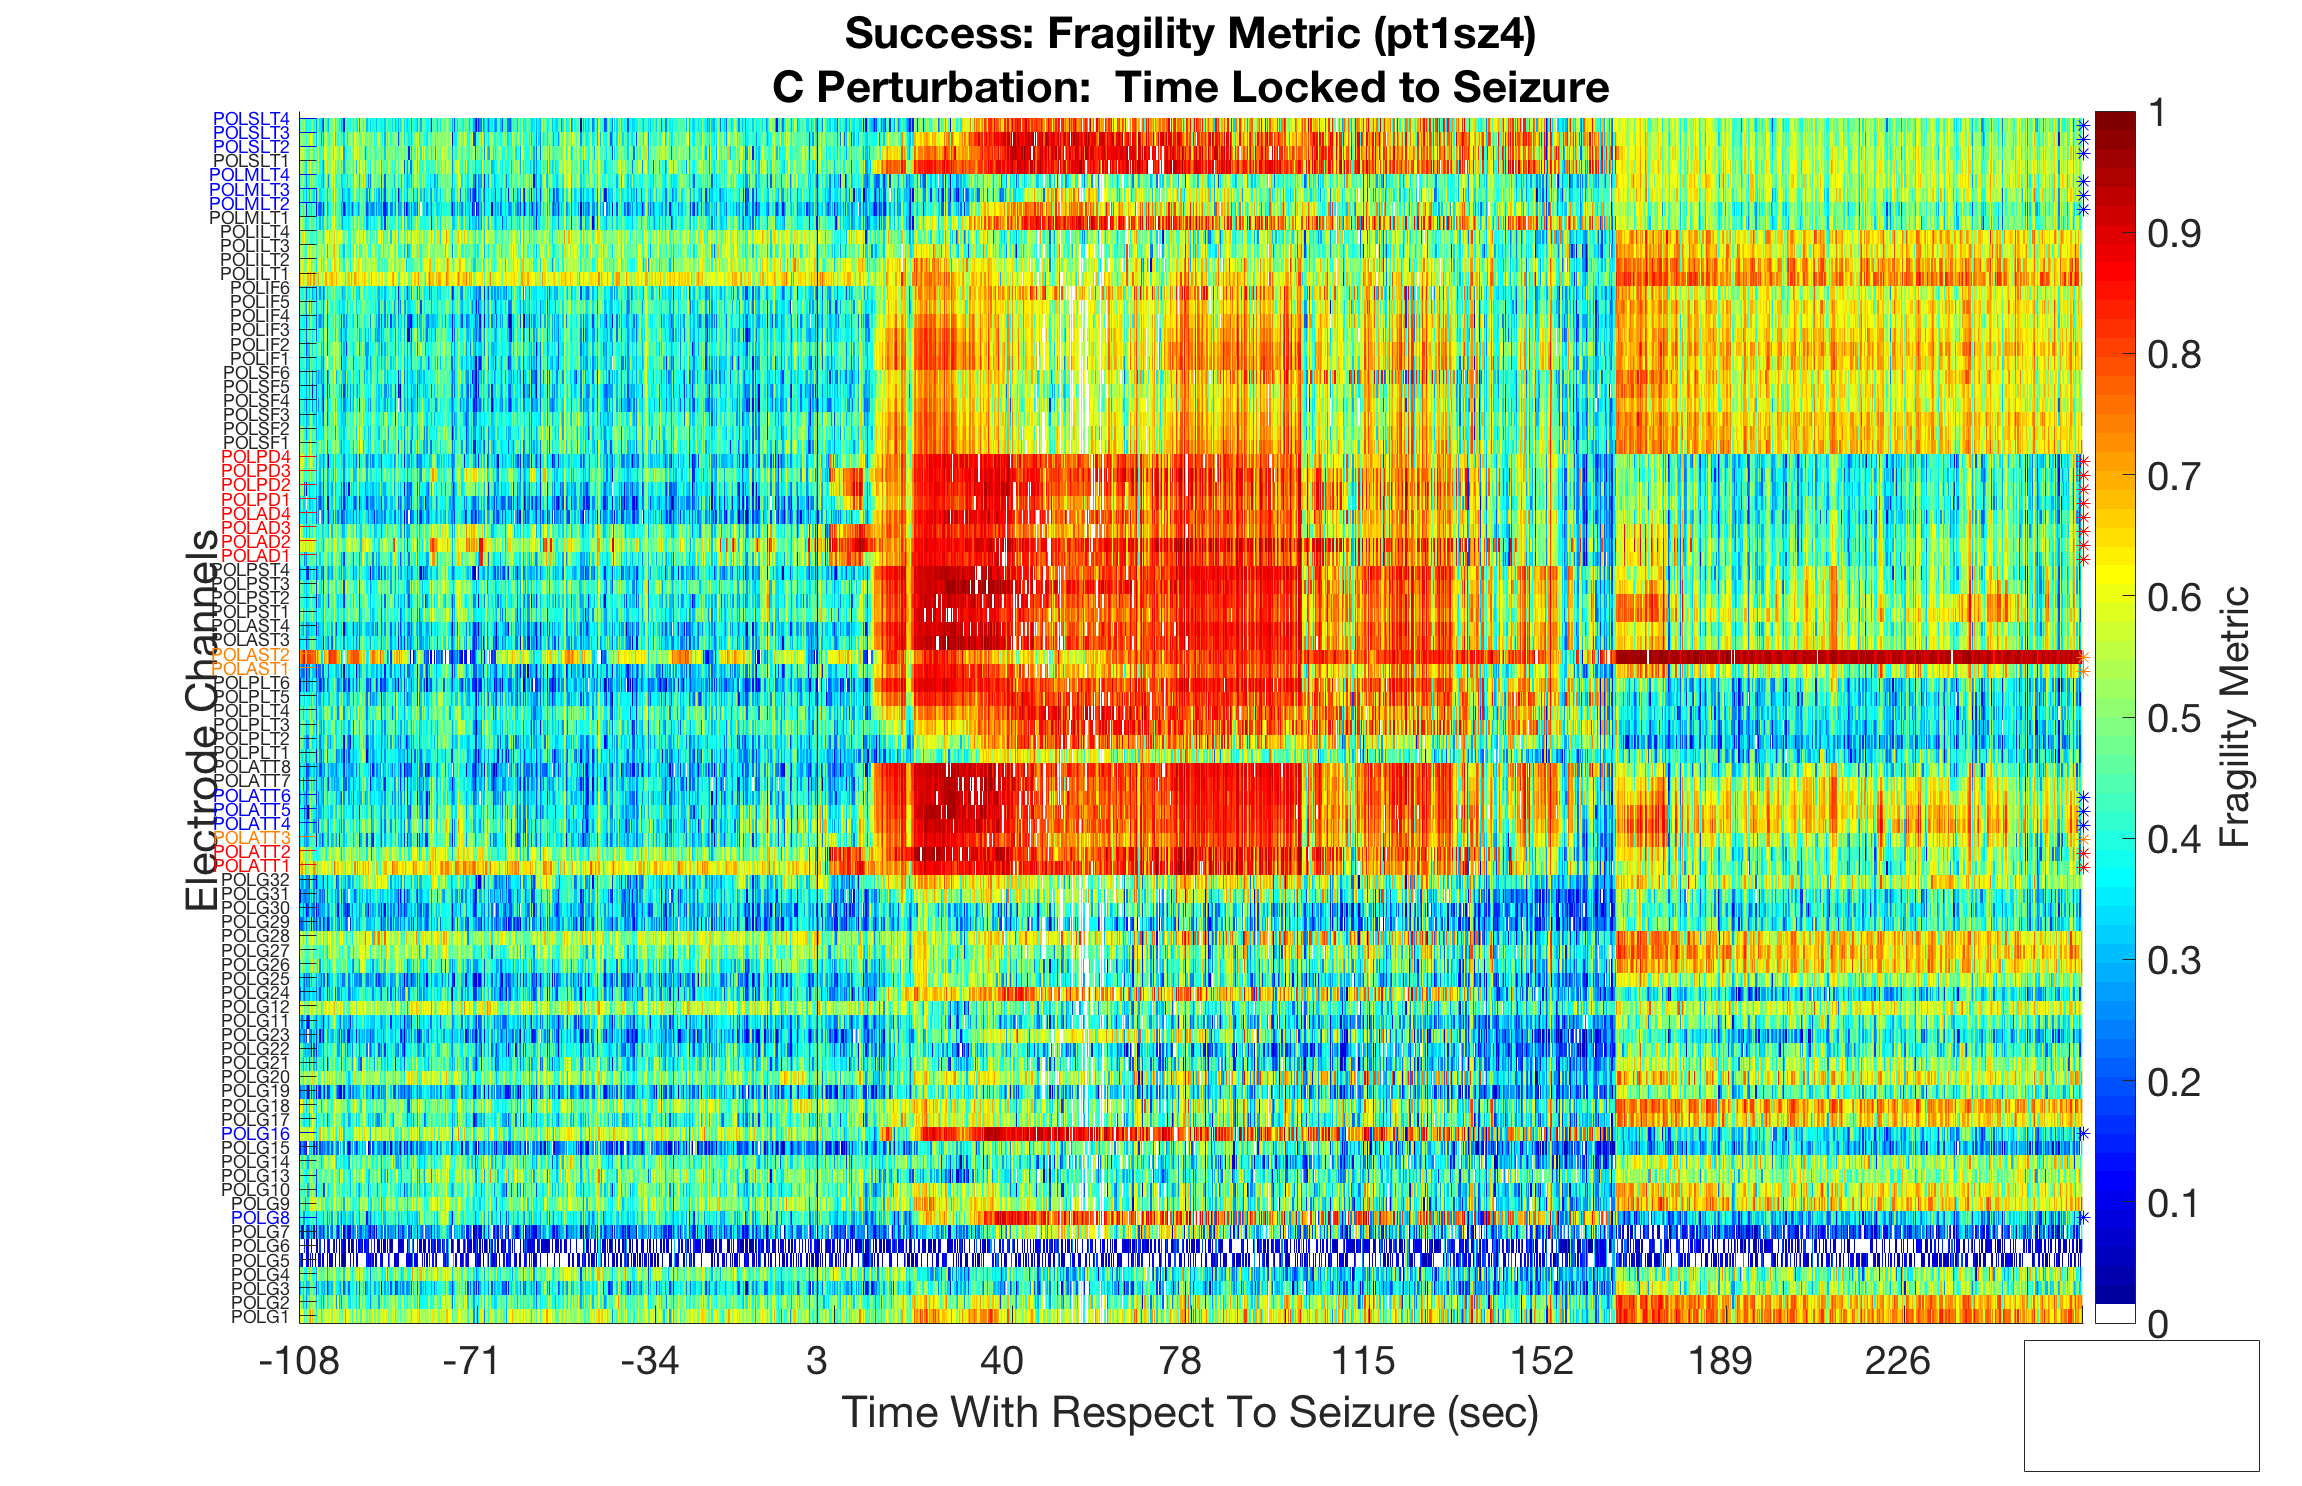 Success: Fragility Metric (pt1sz4)
C Perturbation:  Time Locked to Seizure
Electrode Channels
POLSLT4
POLSLT3
POLSLT2
POLSLT1
POLMLT4
POLMLT3
POLMLT2
POLMLT1
POLILT4
POLILT3
POLILT2
POLILT1
POLIF6
POLIF5
POLIF4
POLIF3
POLIF2
POLIF1
POLSF6
POLSF5
POLSF4
POLSF3
POLSF2
POLSF1
POLPD4
POLPD3
POLPD2
POLPD1
POLAD4
POLAD3
POLAD2
POLAD1
POLPST4
POLPST3
POLPST2
POLPST1
POLAST4
POLAST3
POLAST2
POLAST1
POLPLT6
POLPLT5
POLPLT4
POLPLT3
POLPLT2
POLPLT1
POLATT8
POLATT7
POLATT6
POLATT5
POLATT4
POLATT3
POLATT2
POLATT1
POLG32
POLG31
POLG30
POLG29
POLG28
POLG27
POLG26
POLG25
POLG24
POLG12
POLG11
POLG23
POLG22
POLG21
POLG20
POLG19
POLG18
POLG17
POLG16
POLG15
POLG14
POLG13
POLG10
POLG9
POLG8
POLG7
POLG6
POLG5
POLG4
POLG3
POLG2
POLG1
-108 -71 -34 3 40 78 115 152 189 226
Time With Respect To Seizure (sec)
1
0.9
0.8
0.7
0.6
0.5
0.4
0.3
0.2
0.1
0
Fragility Metric